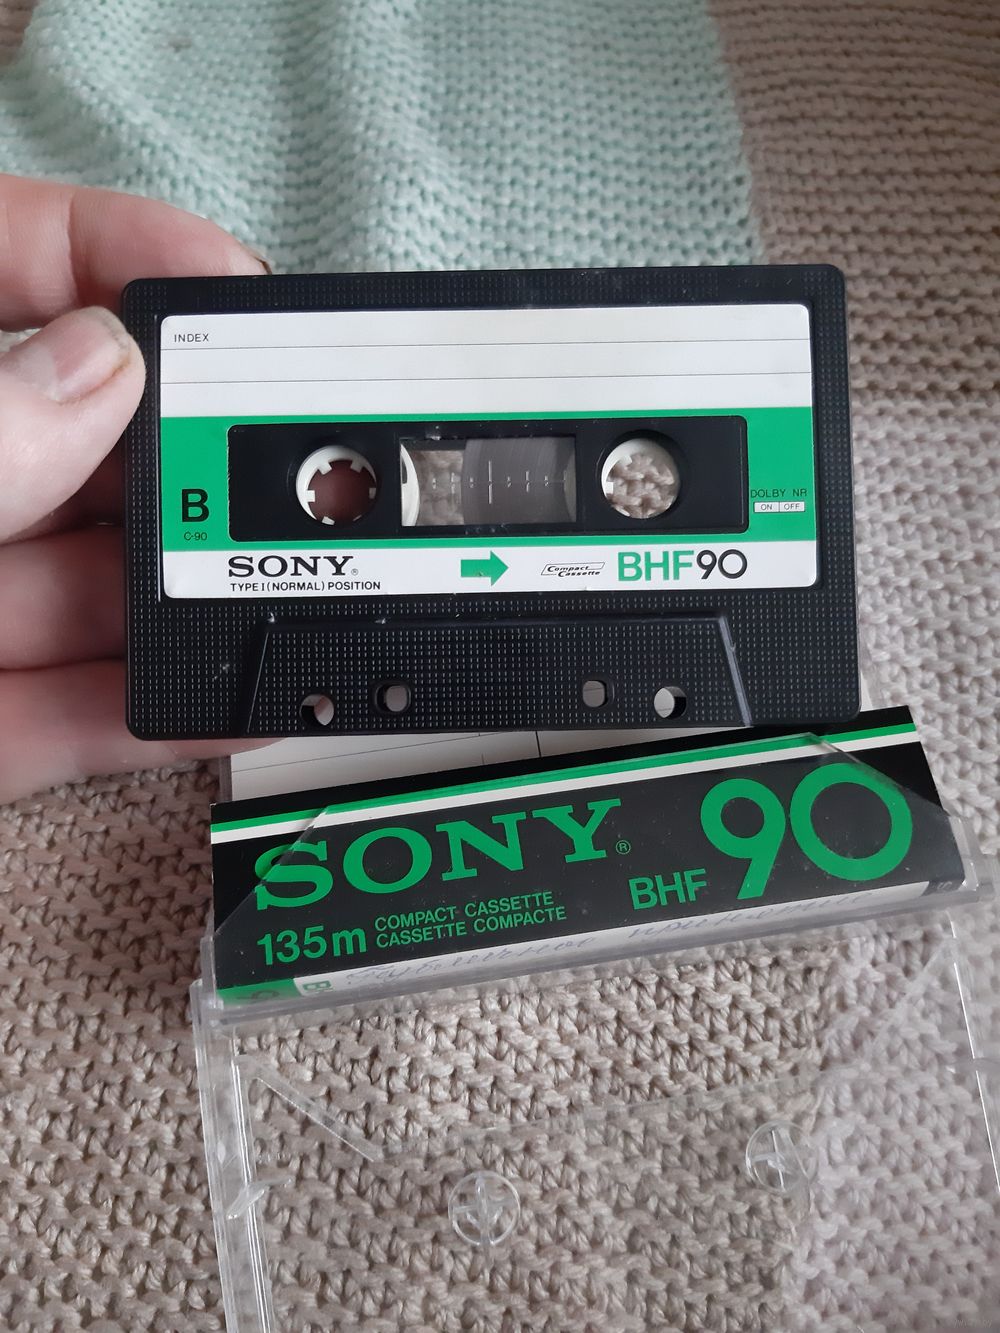 INDEX
B
C-90
DOLBY NR
ON OFF
SONY®
TYPE I (NORMAL) POSITION
Compact Cassette
BHF90
SONY®
BHF 90
135m COMPACT CASSETTE
CASSETTE COMPACTE